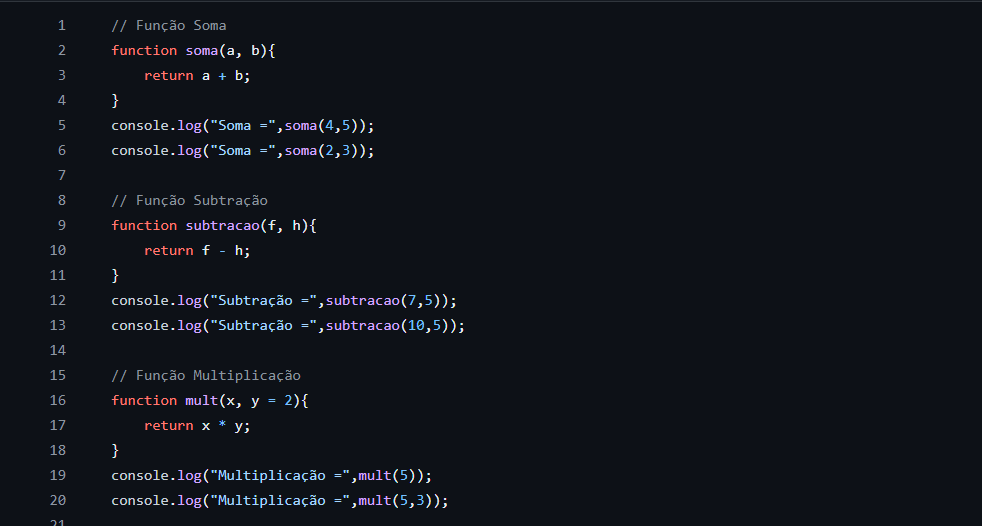 1 // Função Soma
2 function soma(a, b){
3     return a + b;
4 }
5 console.log("Soma =",soma(4,5));
6 console.log("Soma =",soma(2,3));
7
8 // Função Subtração
9 function subtracao(f, h){
10     return f - h;
11 }
12 console.log("Subtração =",subtracao(7,5));
13 console.log("Subtração =",subtracao(10,5));
14
15 // Função Multiplicação
16 function mult(x, y = 2){
17     return x * y;
18 }
19 console.log("Multiplicação =",mult(5));
20 console.log("Multiplicação =",mult(5,3));
21